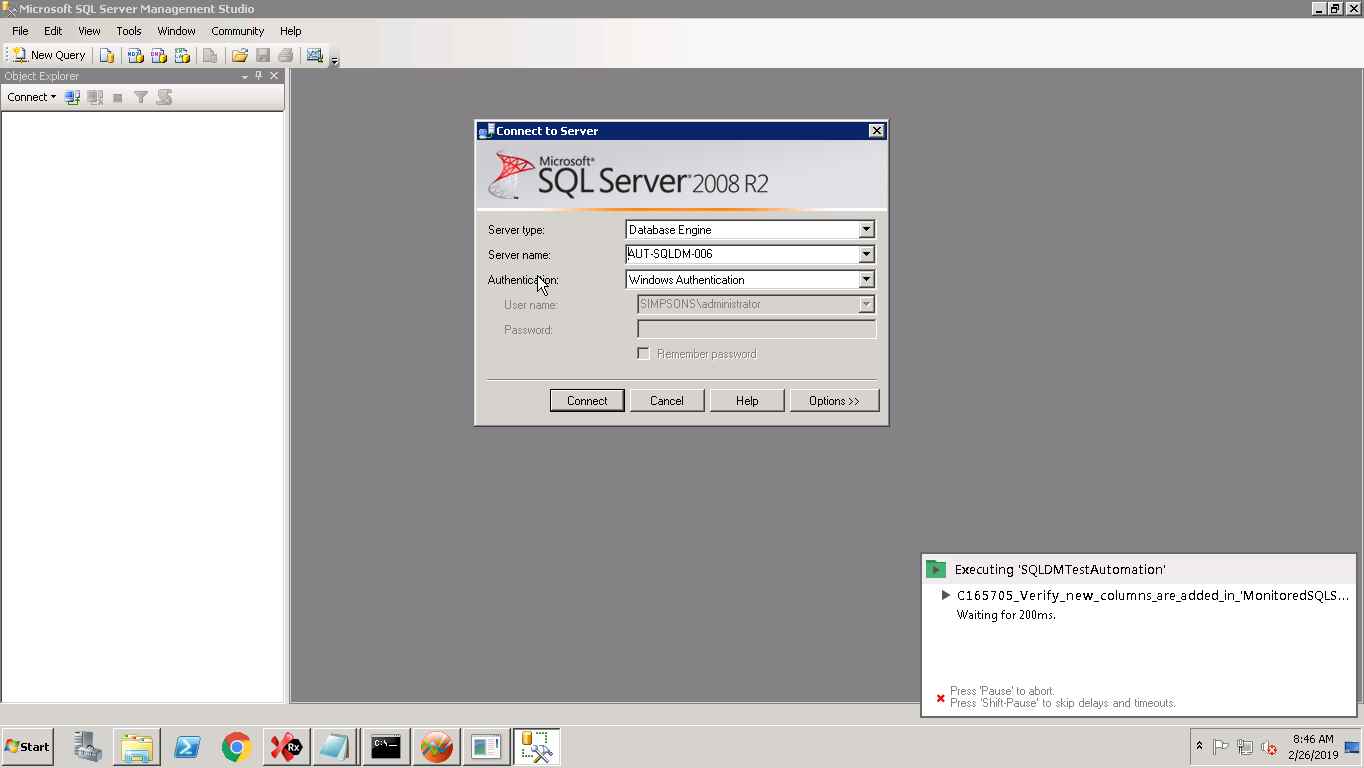 Microsoft SQL Server Management Studio
File Edit View Tools Window Community Help
New Query
Object Explorer
Connect
Connect to Server
Microsoft®
SQL Server® 2008 R2
Server type: Database Engine
Server name: AUT-SQLDM-006
Authentication: Windows Authentication
User name: SIMPSONS\administrator
Password:
Remember password
Connect Cancel Help Options >>
Executing 'SQLDMTestAutomation'
C165705_Verify_new_columns_are_added_in_'MonitoredSQLS...
Waiting for 200ms.
Press 'Pause' to abort.
Press 'Shift-Pause' to skip delays and timeouts.
Start
C:\
Rx
8:46 AM
2/26/2019